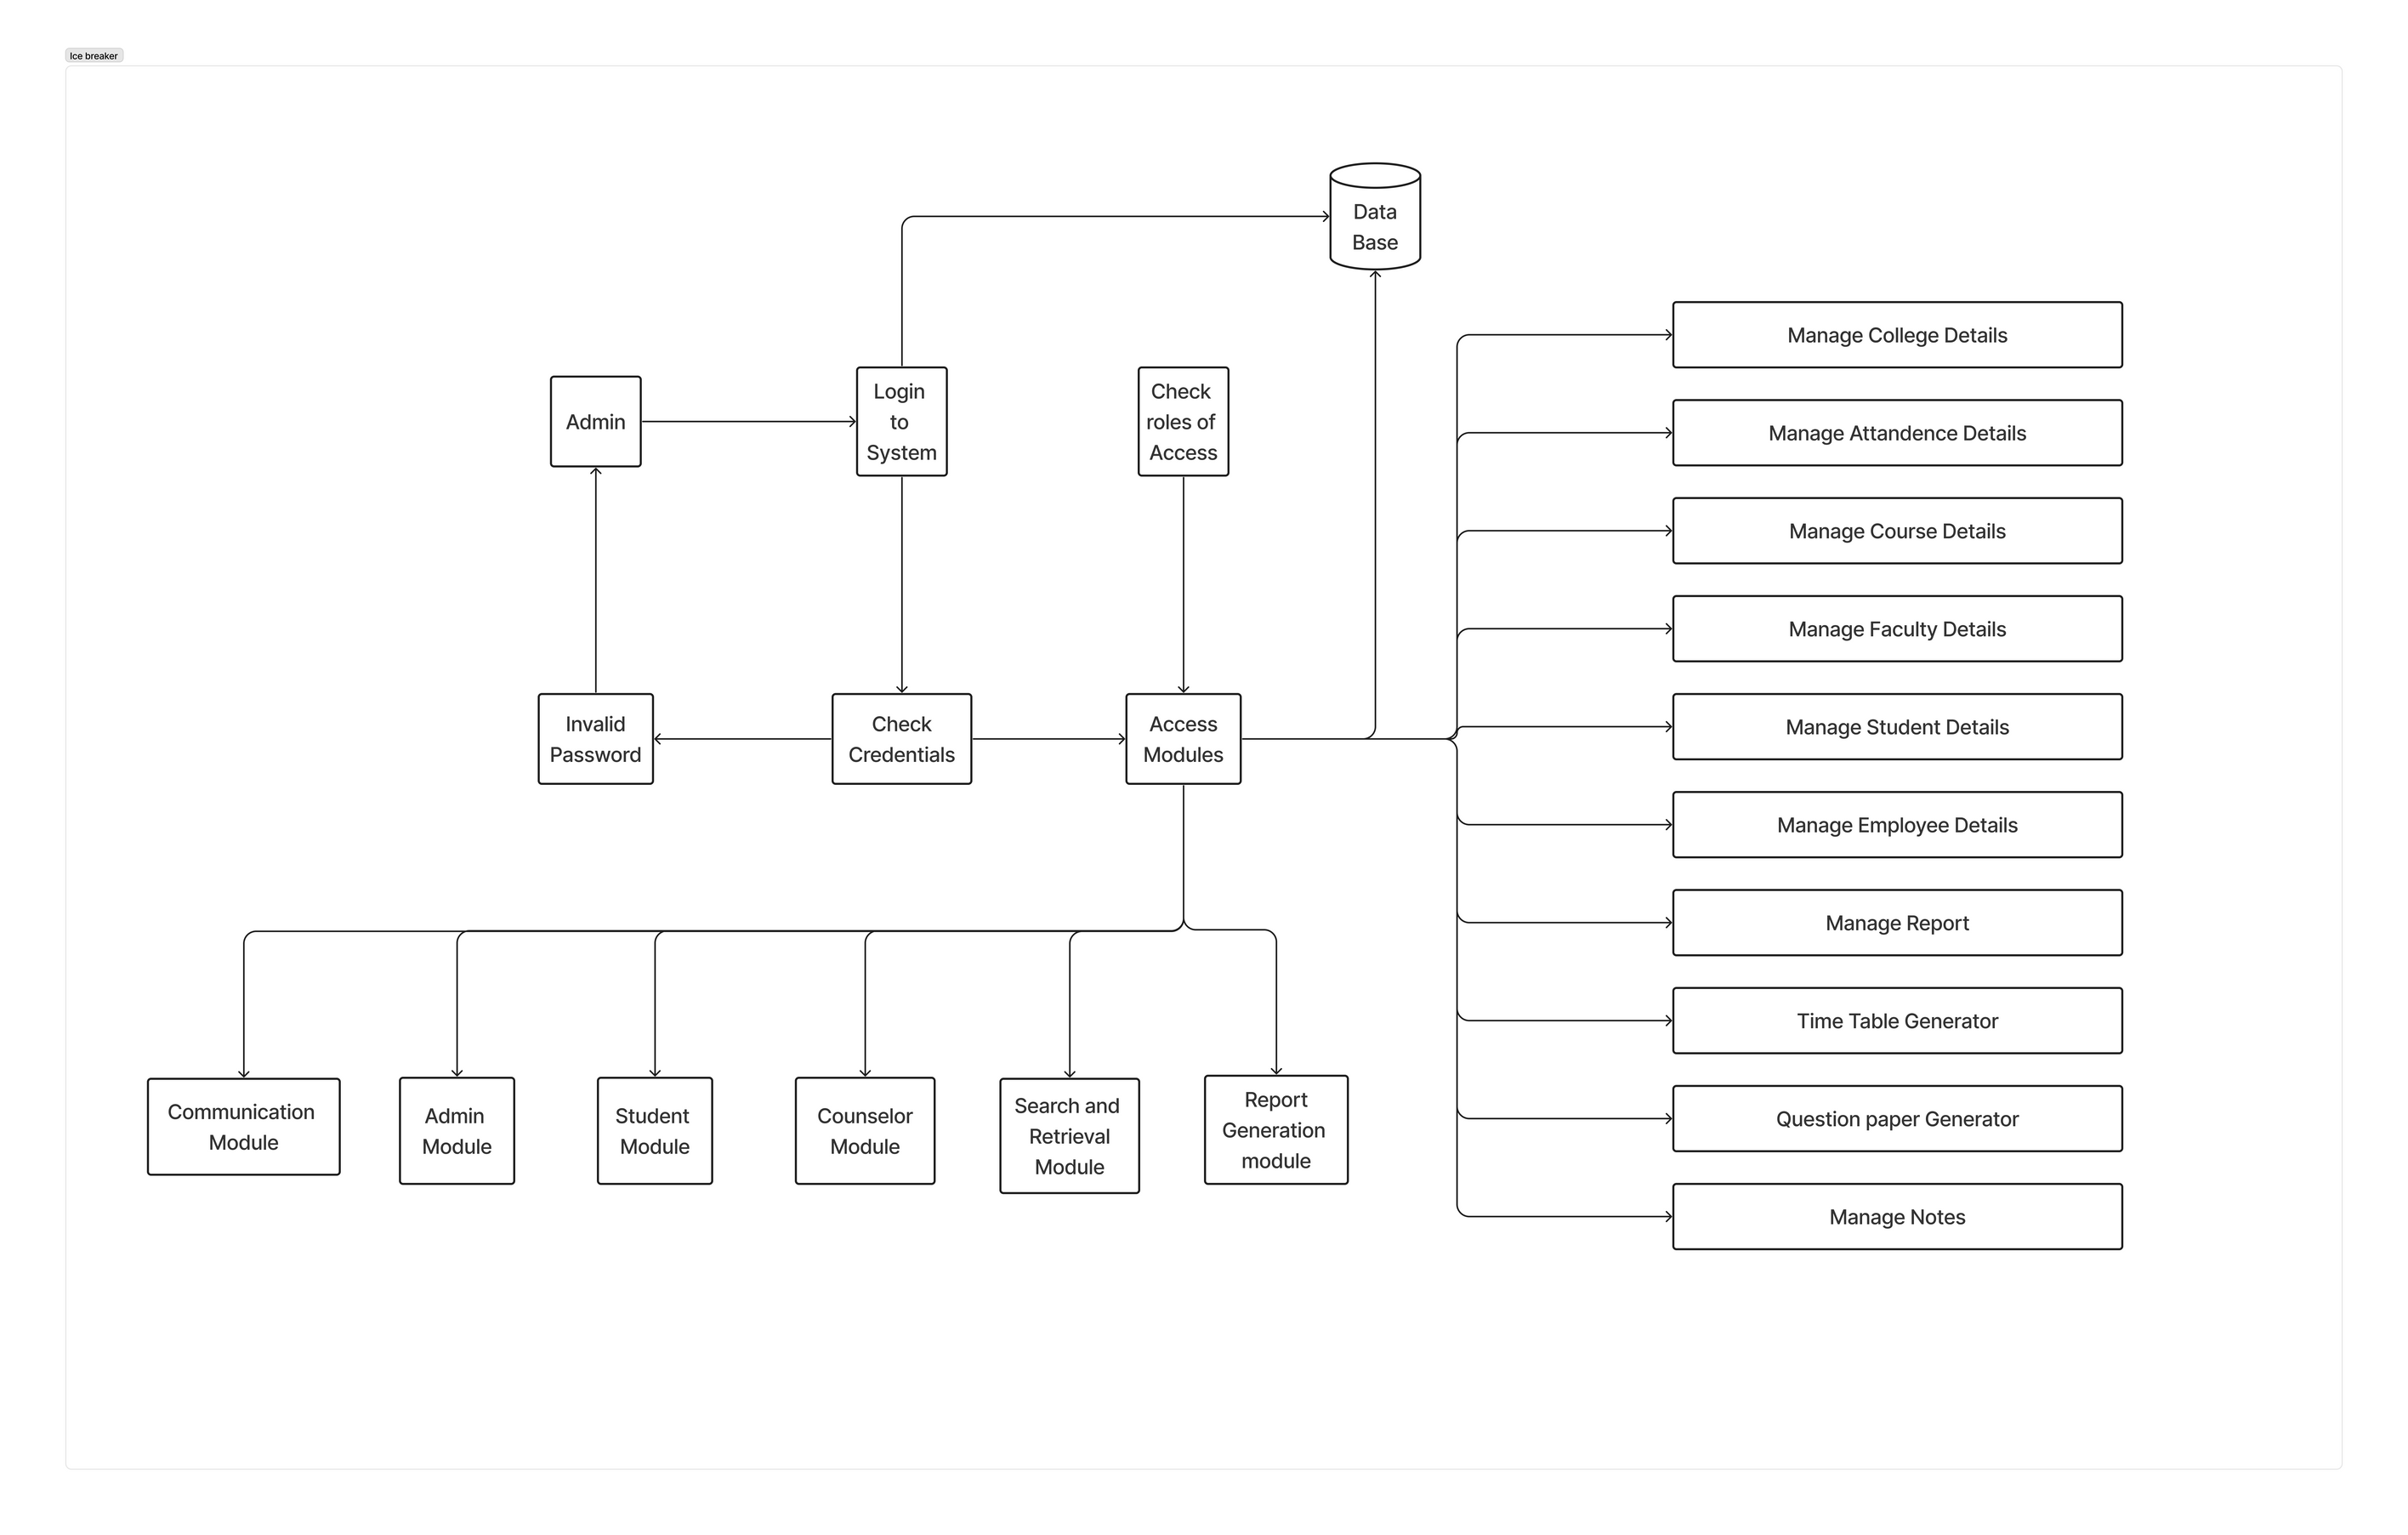 Ice breaker
Data
Base
Manage College Details
Admin
Login
to
System
Check
roles of
Access
Manage Attandence Details
Manage Course Details
Manage Faculty Details
Invalid
Password
Check
Credentials
Access
Modules
Manage Student Details
Manage Employee Details
Manage Report
Time Table Generator
Communication
Module
Admin
Module
Student
Module
Counselor
Module
Search and
Retrieval
Module
Report
Generation
module
Question paper Generator
Manage Notes